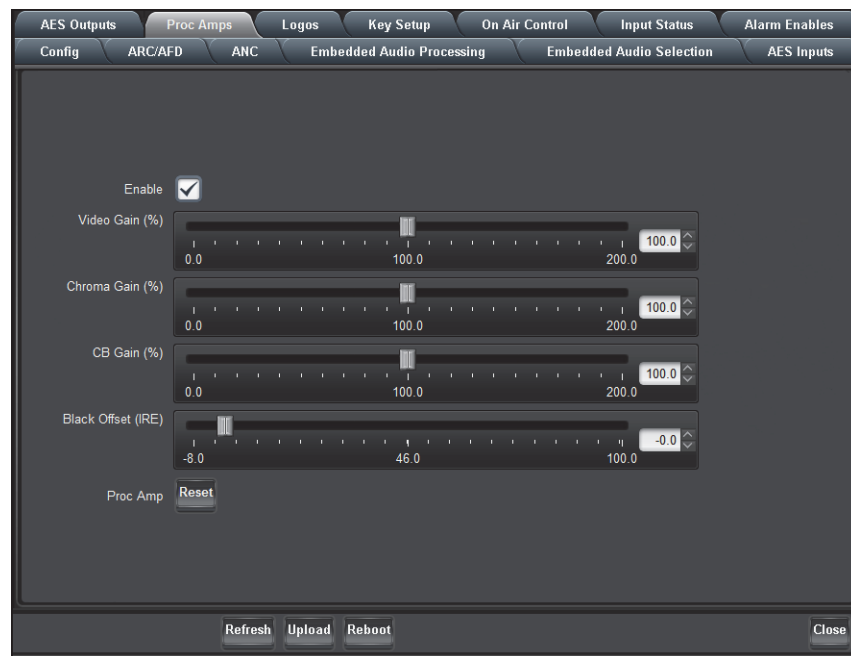 AES Outputs Proc Amps Logos Key Setup On Air Control Input Status Alarm Enables
Config ARC/AFD ANC Embedded Audio Processing Embedded Audio Selection AES Inputs
Enable
Video Gain (%)
100.0
0.0 100.0 200.0
Chroma Gain (%)
100.0
0.0 100.0 200.0
CB Gain (%)
100.0
0.0 100.0 200.0
Black Offset (IRE)
-0.0
-8.0 46.0 100.0
Proc Amp Reset
Refresh Upload Reboot Close